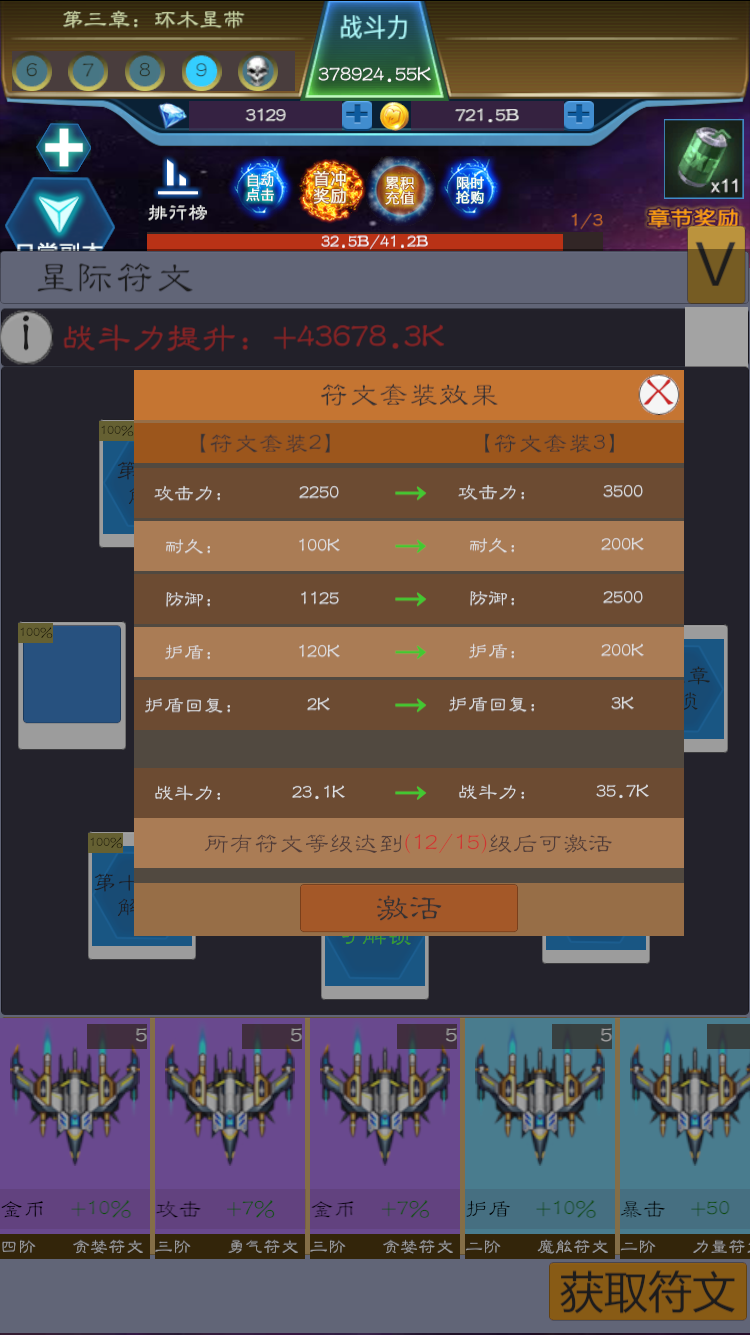 第三章：环木星带
战斗力
6 7 8 9
378924.55K
3129
721.5B
自动点击
首冲奖励
累积充值
限时抢购
x11
排行榜
1/3
章节奖励
32.5B/41.2B
星际符文
V
i
战斗力提升：+43678.3K
符文套装效果
100%
【符文套装2】 【符文套装3】
攻击力： 2250 → 攻击力： 3500
耐久： 100K → 耐久： 200K
防御： 1125 → 防御： 2500
100%
护盾： 120K → 护盾： 200K
护盾回复： 2K → 护盾回复： 3K
战斗力： 23.1K → 战斗力： 35.7K
100%
所有符文等级达到(12/15)级后可激活
第十
解
激活
5 5 5 5
金币 +10% 攻击 +7% 金币 +7% 护盾 +10% 暴击 +50
四阶 贪婪符文 三阶 勇气符文 三阶 贪婪符文 二阶 魔能符文 二阶 力量符
获取符文